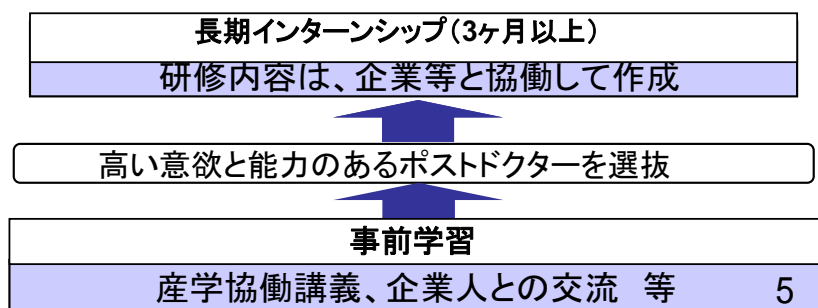 長期インターンシップ（3ヶ月以上）
研修内容は、企業等と協働して作成
高い意欲と能力のあるポストドクターを選抜
事前学習
産学協働講義、企業人との交流　等
5